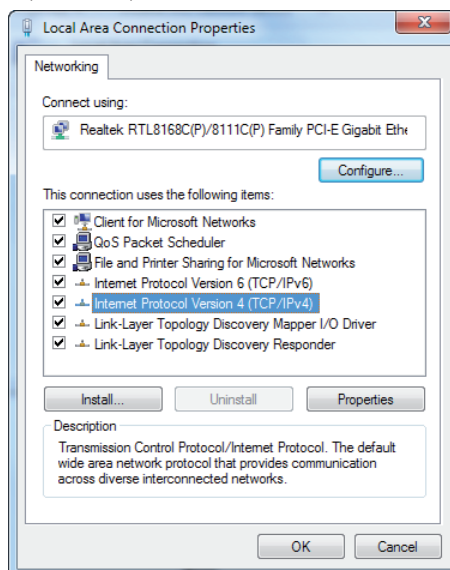 Local Area Connection Properties
Networking
Connect using:
Realtek RTL8168C(P)/8111C(P) Family PCI-E Gigabit Ethe
Configure...
This connection uses the following items:
Client for Microsoft Networks
QoS Packet Scheduler
File and Printer Sharing for Microsoft Networks
Internet Protocol Version 6 (TCP/IPv6)
Internet Protocol Version 4 (TCP/IPv4)
Link-Layer Topology Discovery Mapper I/O Driver
Link-Layer Topology Discovery Responder
Install... Uninstall Properties
Description
Transmission Control Protocol/Internet Protocol. The default
wide area network protocol that provides communication
across diverse interconnected networks.
OK Cancel